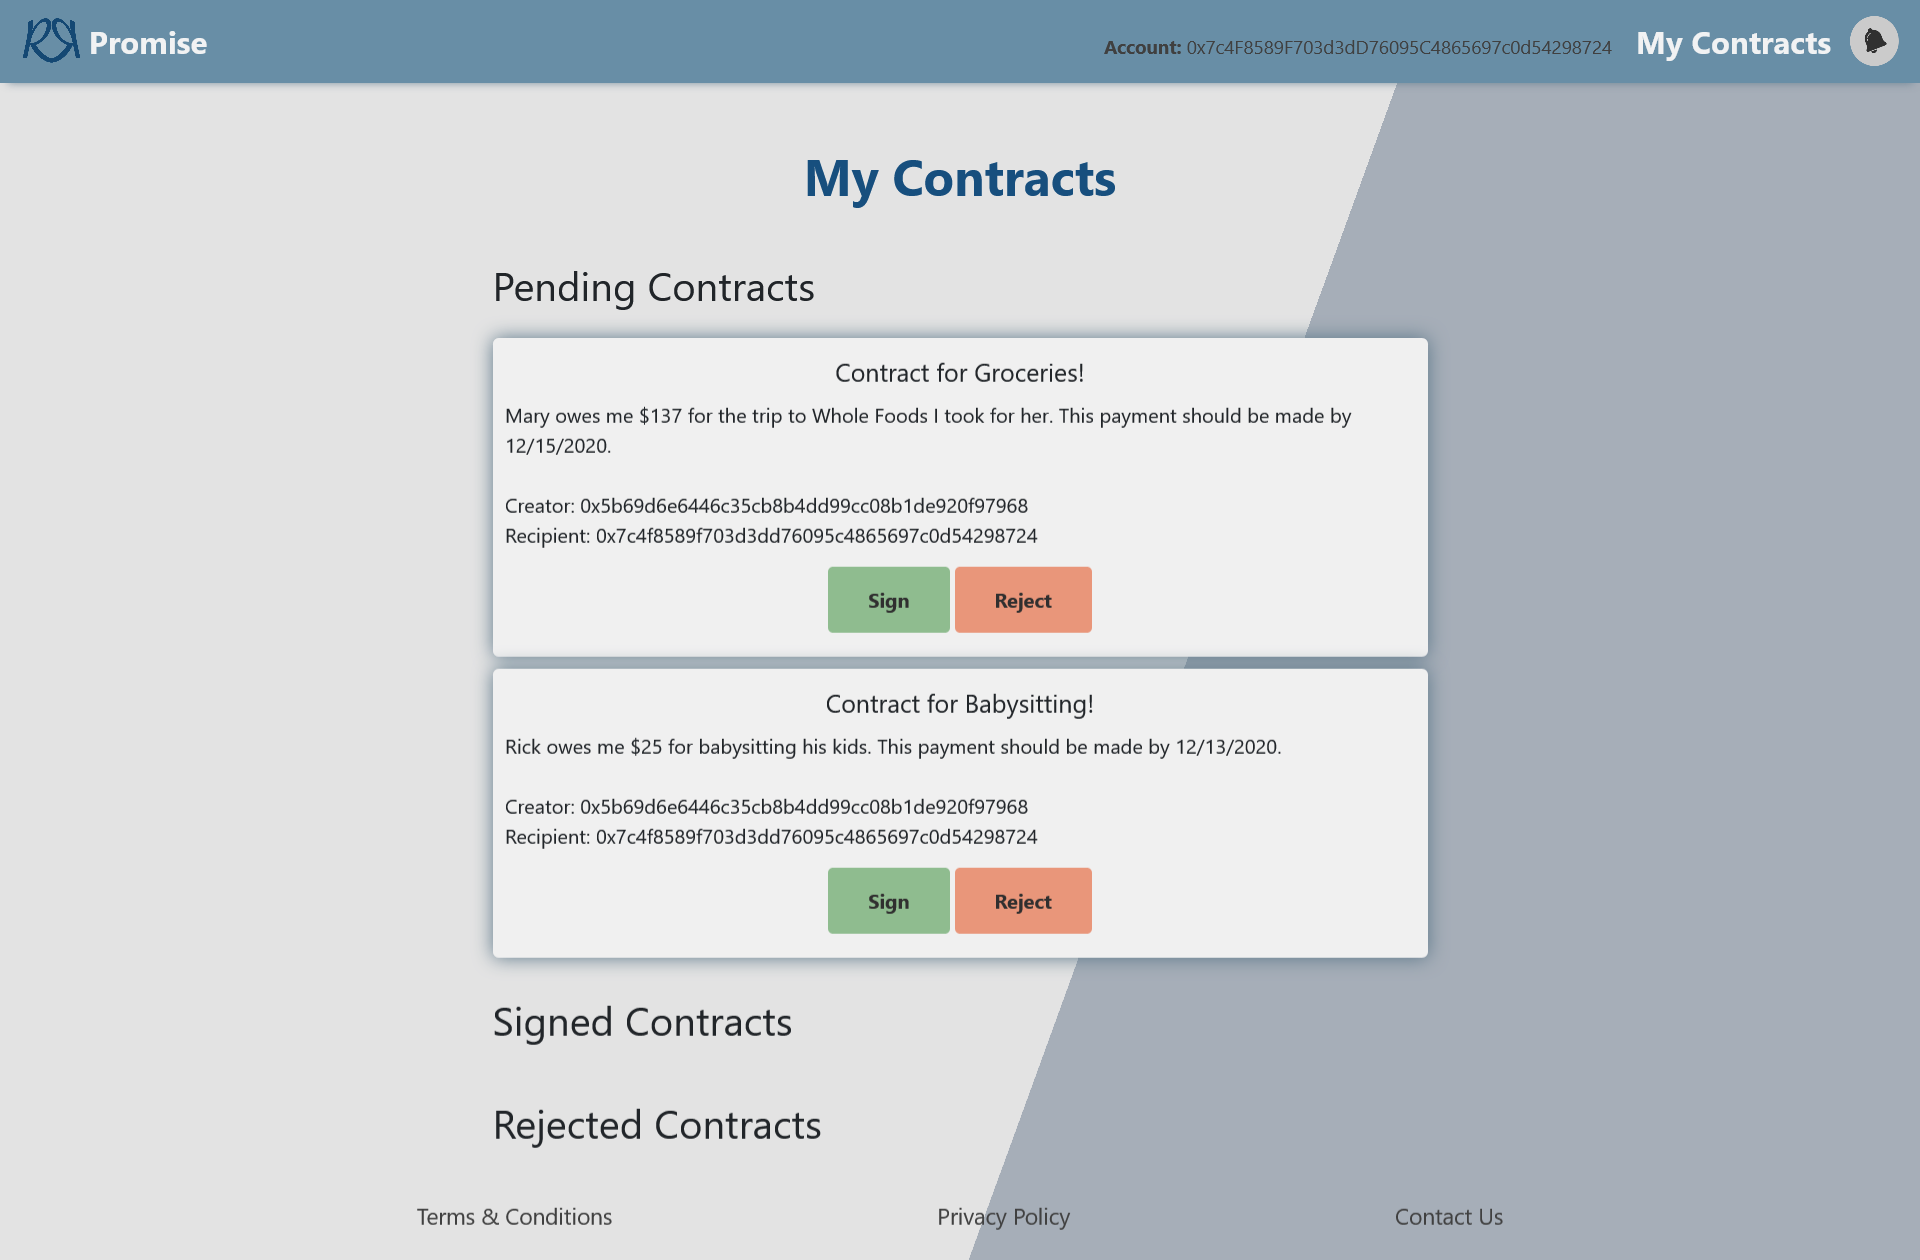 Promise
Account: 0x7c4F8589F703d3dD76095C4865697c0d54298724
My Contracts
My Contracts
Pending Contracts
Contract for Groceries!
Mary owes me $137 for the trip to Whole Foods I took for her. This payment should be made by
12/15/2020.
Creator: 0x5b69d6e6446c35cb8b4dd99cc08b1de920f97968
Recipient: 0x7c4f8589f703d3dd76095c4865697c0d54298724
Sign
Reject
Contract for Babysitting!
Rick owes me $25 for babysitting his kids. This payment should be made by 12/13/2020.
Creator: 0x5b69d6e6446c35cb8b4dd99cc08b1de920f97968
Recipient: 0x7c4f8589f703d3dd76095c4865697c0d54298724
Sign
Reject
Signed Contracts
Rejected Contracts
Terms & Conditions
Privacy Policy
Contact Us